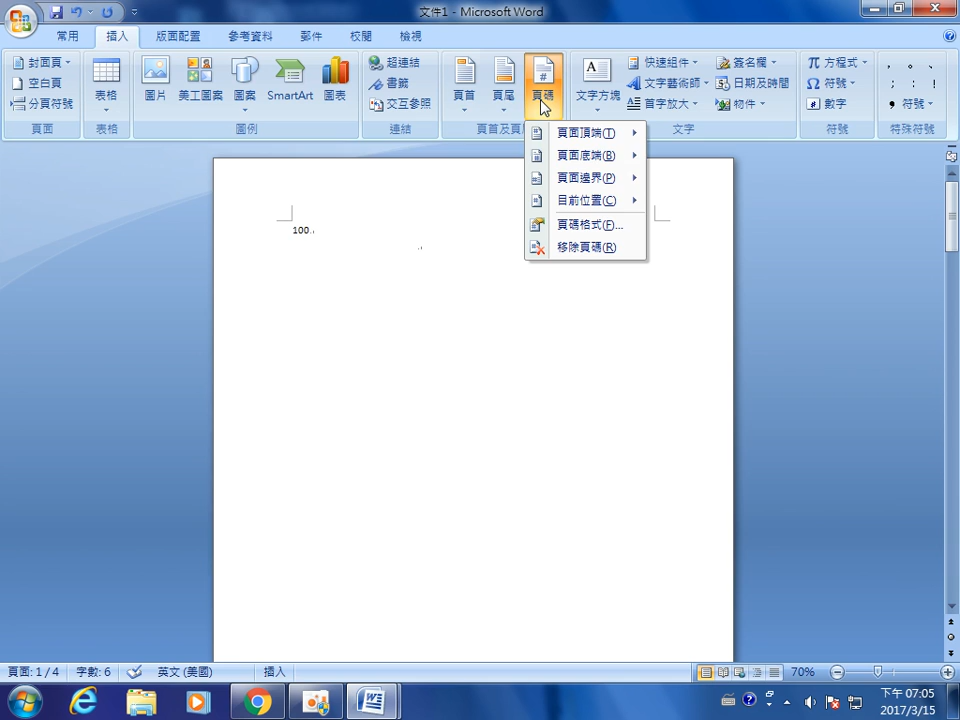 文件1 - Microsoft Word
常用 插入 版面配置 參考資料 郵件 校閱 檢視
封面頁
空白頁
分頁符號
頁面
表格
表格
圖片
美工圖案
圖案
SmartArt
圖表
圖例
超連結
書籤
交互參照
連結
頁首
頁尾
頁碼
頁首及頁
文字方塊
快速組件
文字藝術師
首字放大
簽名欄
日期及時間
物件
文字
π 方程式
Ω 符號
# 數字
符號
， 。 、
； ： ！
， 符號
特殊符號
頁面頂端(T)
頁面底端(B)
頁面邊界(P)
目前位置(C)
頁碼格式(F)...
移除頁碼(R)
100
頁面: 1 / 4 字數: 6 英文 (美國) 插入 70%
下午 07:05
2017/3/15